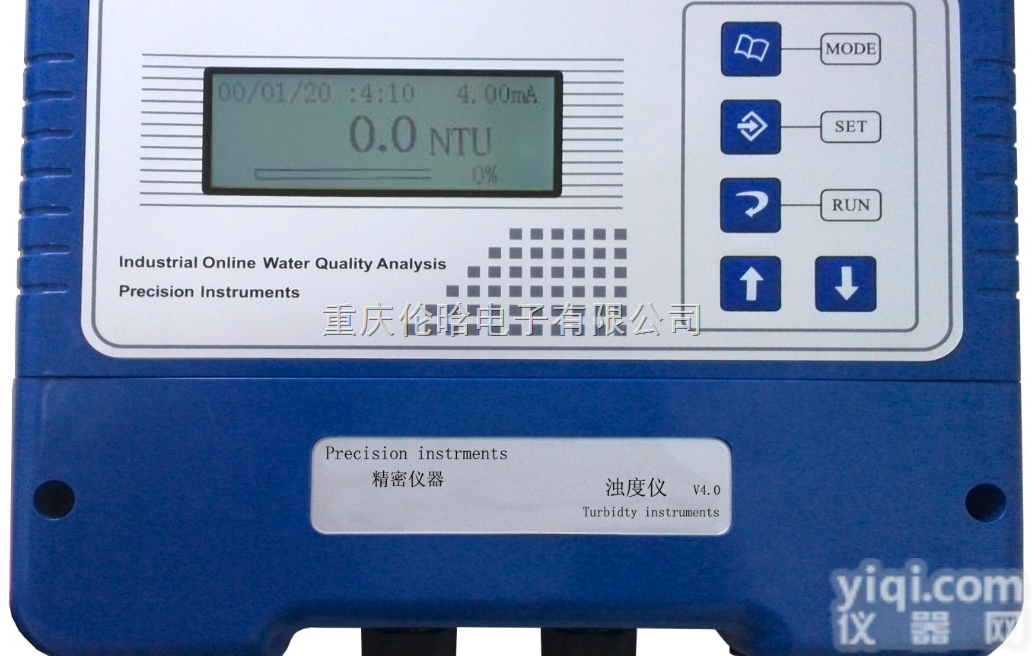 00/01/20 :4:10 4.00mA
0.0 NTU
0%
MODE
SET
RUN
Industrial Online Water Quality Analysis
Precision Instruments
重庆伦晗电子有限公司
Precision instrments
精密仪器
浊度仪 V4.0
Turbidty instruments
yiqi.com
仪器网